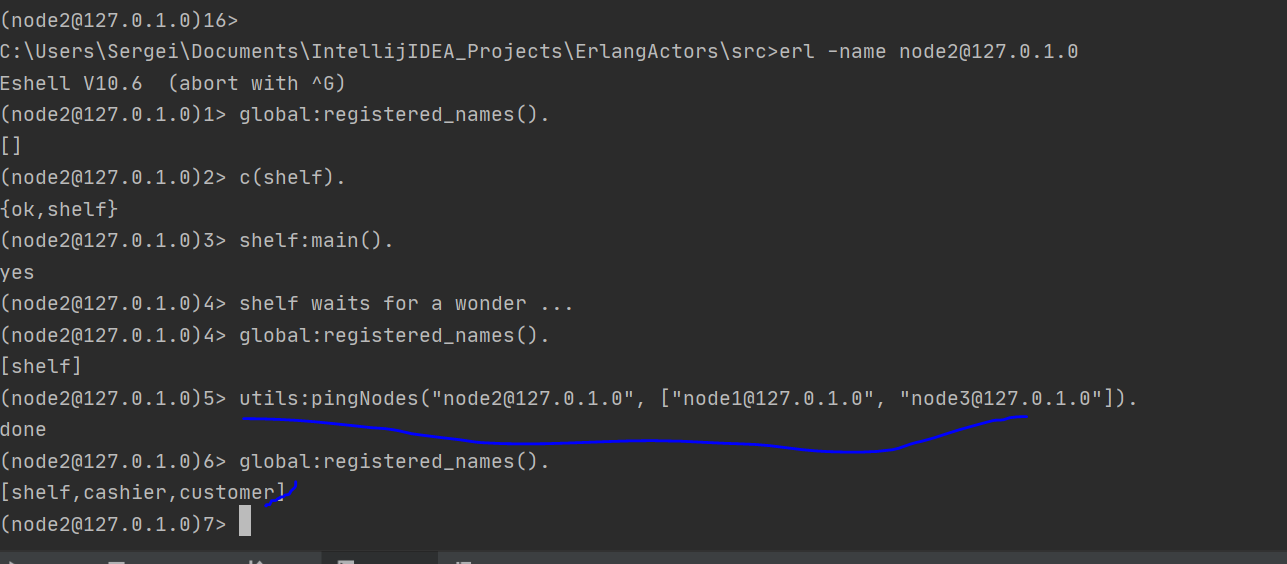 (node2@127.0.1.0)16>
C:\Users\Sergei\Documents\IntellijIDEA_Projects\ErlangActors\src>erl -name node2@127.0.1.0
Eshell V10.6  (abort with ^G)
(node2@127.0.1.0)1> global:registered_names().
[]
(node2@127.0.1.0)2> c(shelf).
{ok,shelf}
(node2@127.0.1.0)3> shelf:main().
yes
(node2@127.0.1.0)4> shelf waits for a wonder ...
(node2@127.0.1.0)4> global:registered_names().
[shelf]
(node2@127.0.1.0)5> utils:pingNodes("node2@127.0.1.0", ["node1@127.0.1.0", "node3@127.0.1.0"]).
done
(node2@127.0.1.0)6> global:registered_names().
[shelf,cashier,customer]
(node2@127.0.1.0)7>